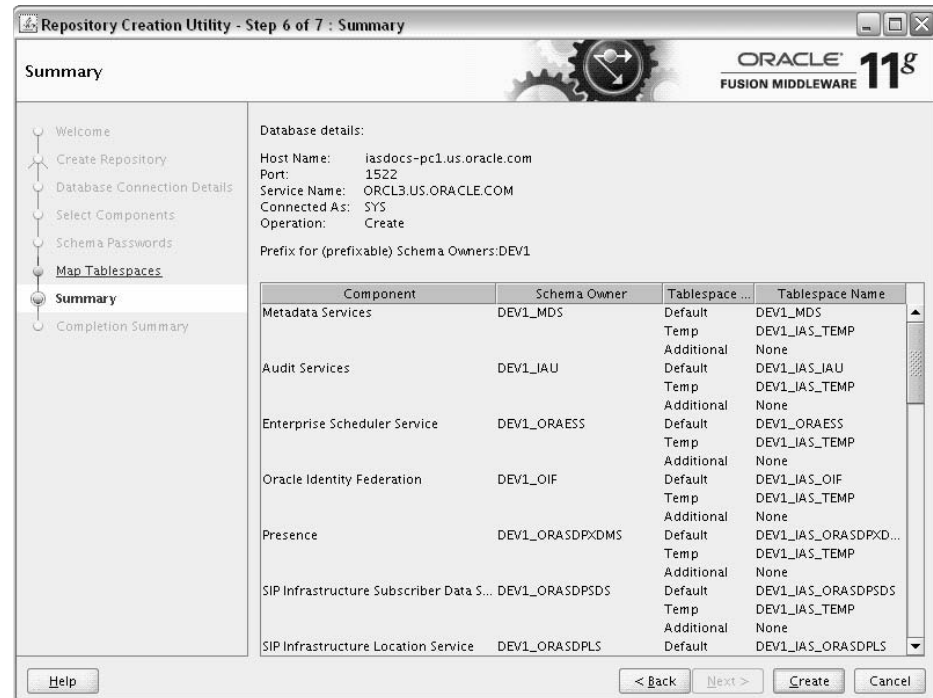 Repository Creation Utility - Step 6 of 7 : Summary
Summary
ORACLE 11g
FUSION MIDDLEWARE
Welcome
Create Repository
Database Connection Details
Select Components
Schema Passwords
Map Tablespaces
Summary
Completion Summary
Database details:
Host Name: iasdocs-pc1.us.oracle.com
Port: 1522
Service Name: ORCL3.US.ORACLE.COM
Connected As: SYS
Operation: Create
Prefix for (prefixable) Schema Owners:DEV1
Component Schema Owner Tablespace ... Tablespace Name
Metadata Services DEV1_MDS Default DEV1_MDS
Temp DEV1_IAS_TEMP
Additional None
Audit Services DEV1_IAU Default DEV1_IAS_IAU
Temp DEV1_IAS_TEMP
Additional None
Enterprise Scheduler Service DEV1_ORAESS Default DEV1_ORAESS
Temp DEV1_IAS_TEMP
Additional None
Oracle Identity Federation DEV1_OIF Default DEV1_IAS_OIF
Temp DEV1_IAS_TEMP
Additional None
Presence DEV1_ORASDPXDMS Default DEV1_IAS_ORASDPXD...
Temp DEV1_IAS_TEMP
Additional None
SIP Infrastructure Subscriber Data S... DEV1_ORASDPSDS Default DEV1_IAS_ORASDPSDS
Temp DEV1_IAS_TEMP
Additional None
SIP Infrastructure Location Service DEV1_ORASDPLS Default DEV1_IAS_ORASDPLS
Help < Back Next > Create Cancel